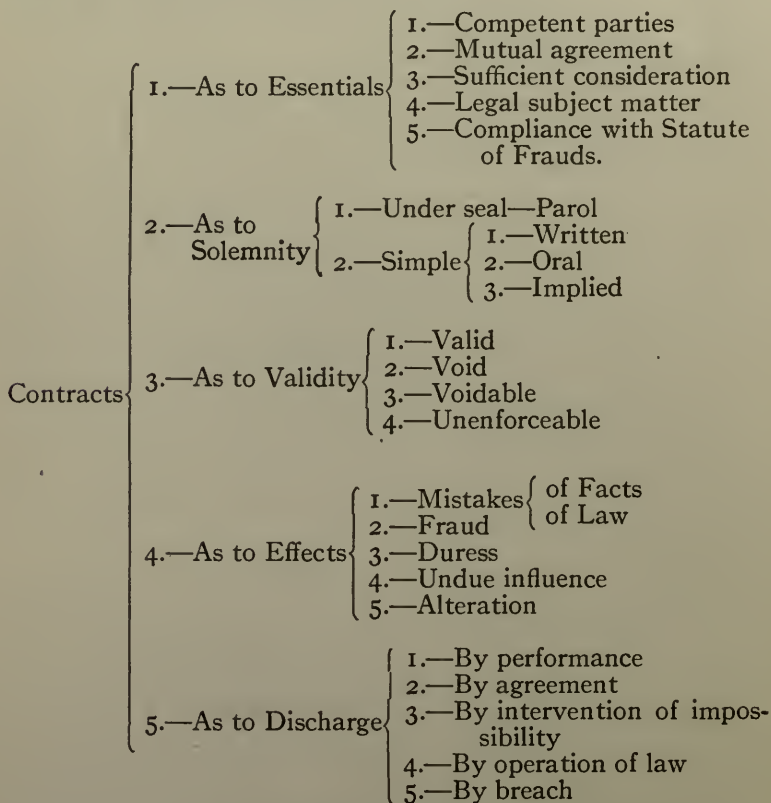 Contracts
1.—As to Essentials
1.—Competent parties
2.—Mutual agreement
3.—Sufficient consideration
4.—Legal subject matter
5.—Compliance with Statute
of Frauds.
2.—As to
Solemnity
1.—Under seal—Parol
2.—Simple
1.—Written
2.—Oral
3.—Implied
3.—As to Validity
1.—Valid
2.—Void
3.—Voidable
4.—Unenforceable
4.—As to Effects
1.—Mistakes
of Facts
of Law
2.—Fraud
3.—Duress
4.—Undue influence
5.—Alteration
5.—As to Discharge
1.—By performance
2.—By agreement
3.—By intervention of impos-
sibility
4.—By operation of law
5.—By breach